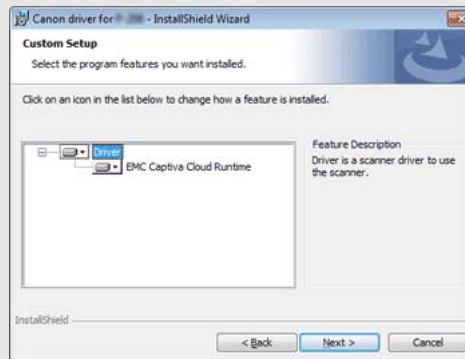 Canon driver for - InstallShield Wizard
Custom Setup
Select the program features you want installed.
Click on an icon in the list below to change how a feature is installed.
Driver
EMC Captiva Cloud Runtime
Feature Description
Driver is a scanner driver to use
the scanner.
InstallShield
< Back
Next >
Cancel